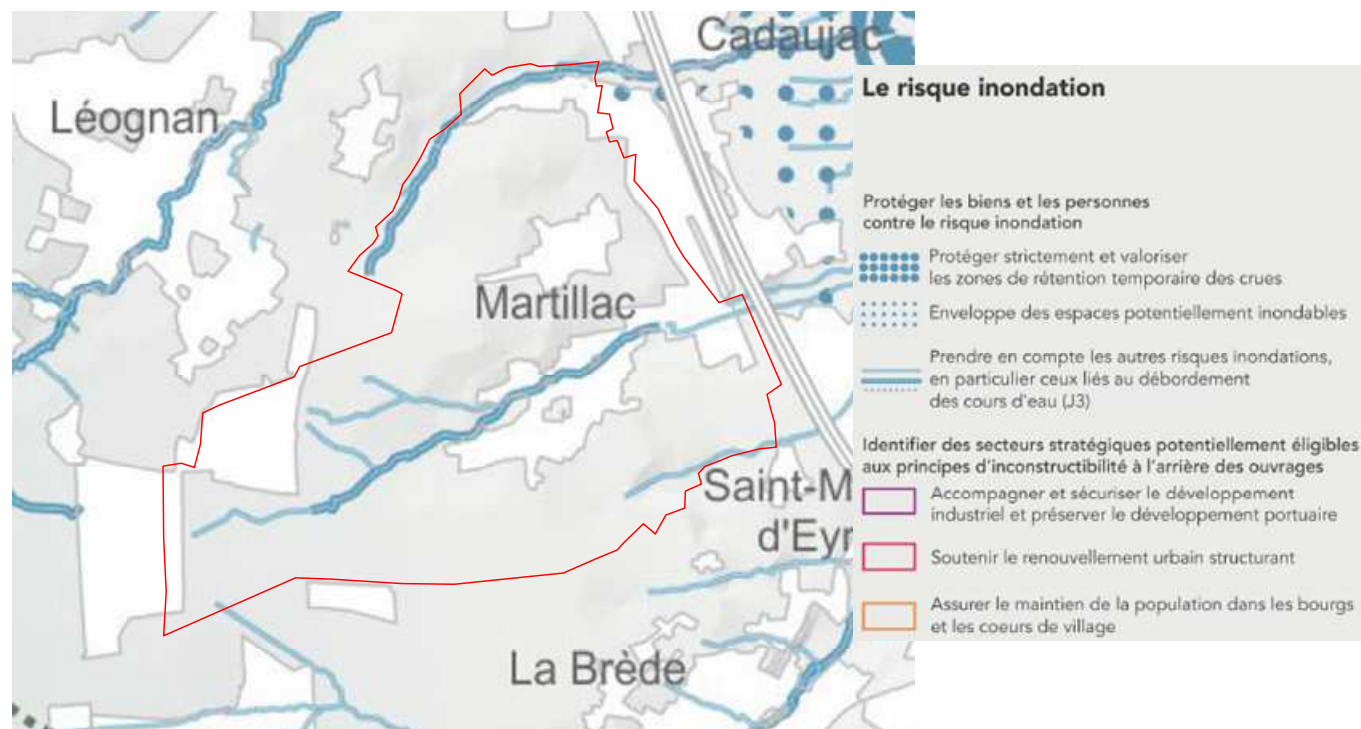 Cadaujac
Léognan
Martillac
Saint-M
d'Eyr
La Brède
Le risque inondation
Protéger les biens et les personnes
contre le risque inondation
Protéger strictement et valoriser
les zones de rétention temporaire des crues
Enveloppe des espaces potentiellement inondables
Prendre en compte les autres risques inondations,
en particulier ceux liés au débordement
des cours d'eau (J3)
Identifier des secteurs stratégiques potentiellement éligibles
aux principes d'inconstructibilité à l'arrière des ouvrages
Accompagner et sécuriser le développement
industriel et préserver le développement portuaire
Soutenir le renouvellement urbain structurant
Assurer le maintien de la population dans les bourgs
et les coeurs de village